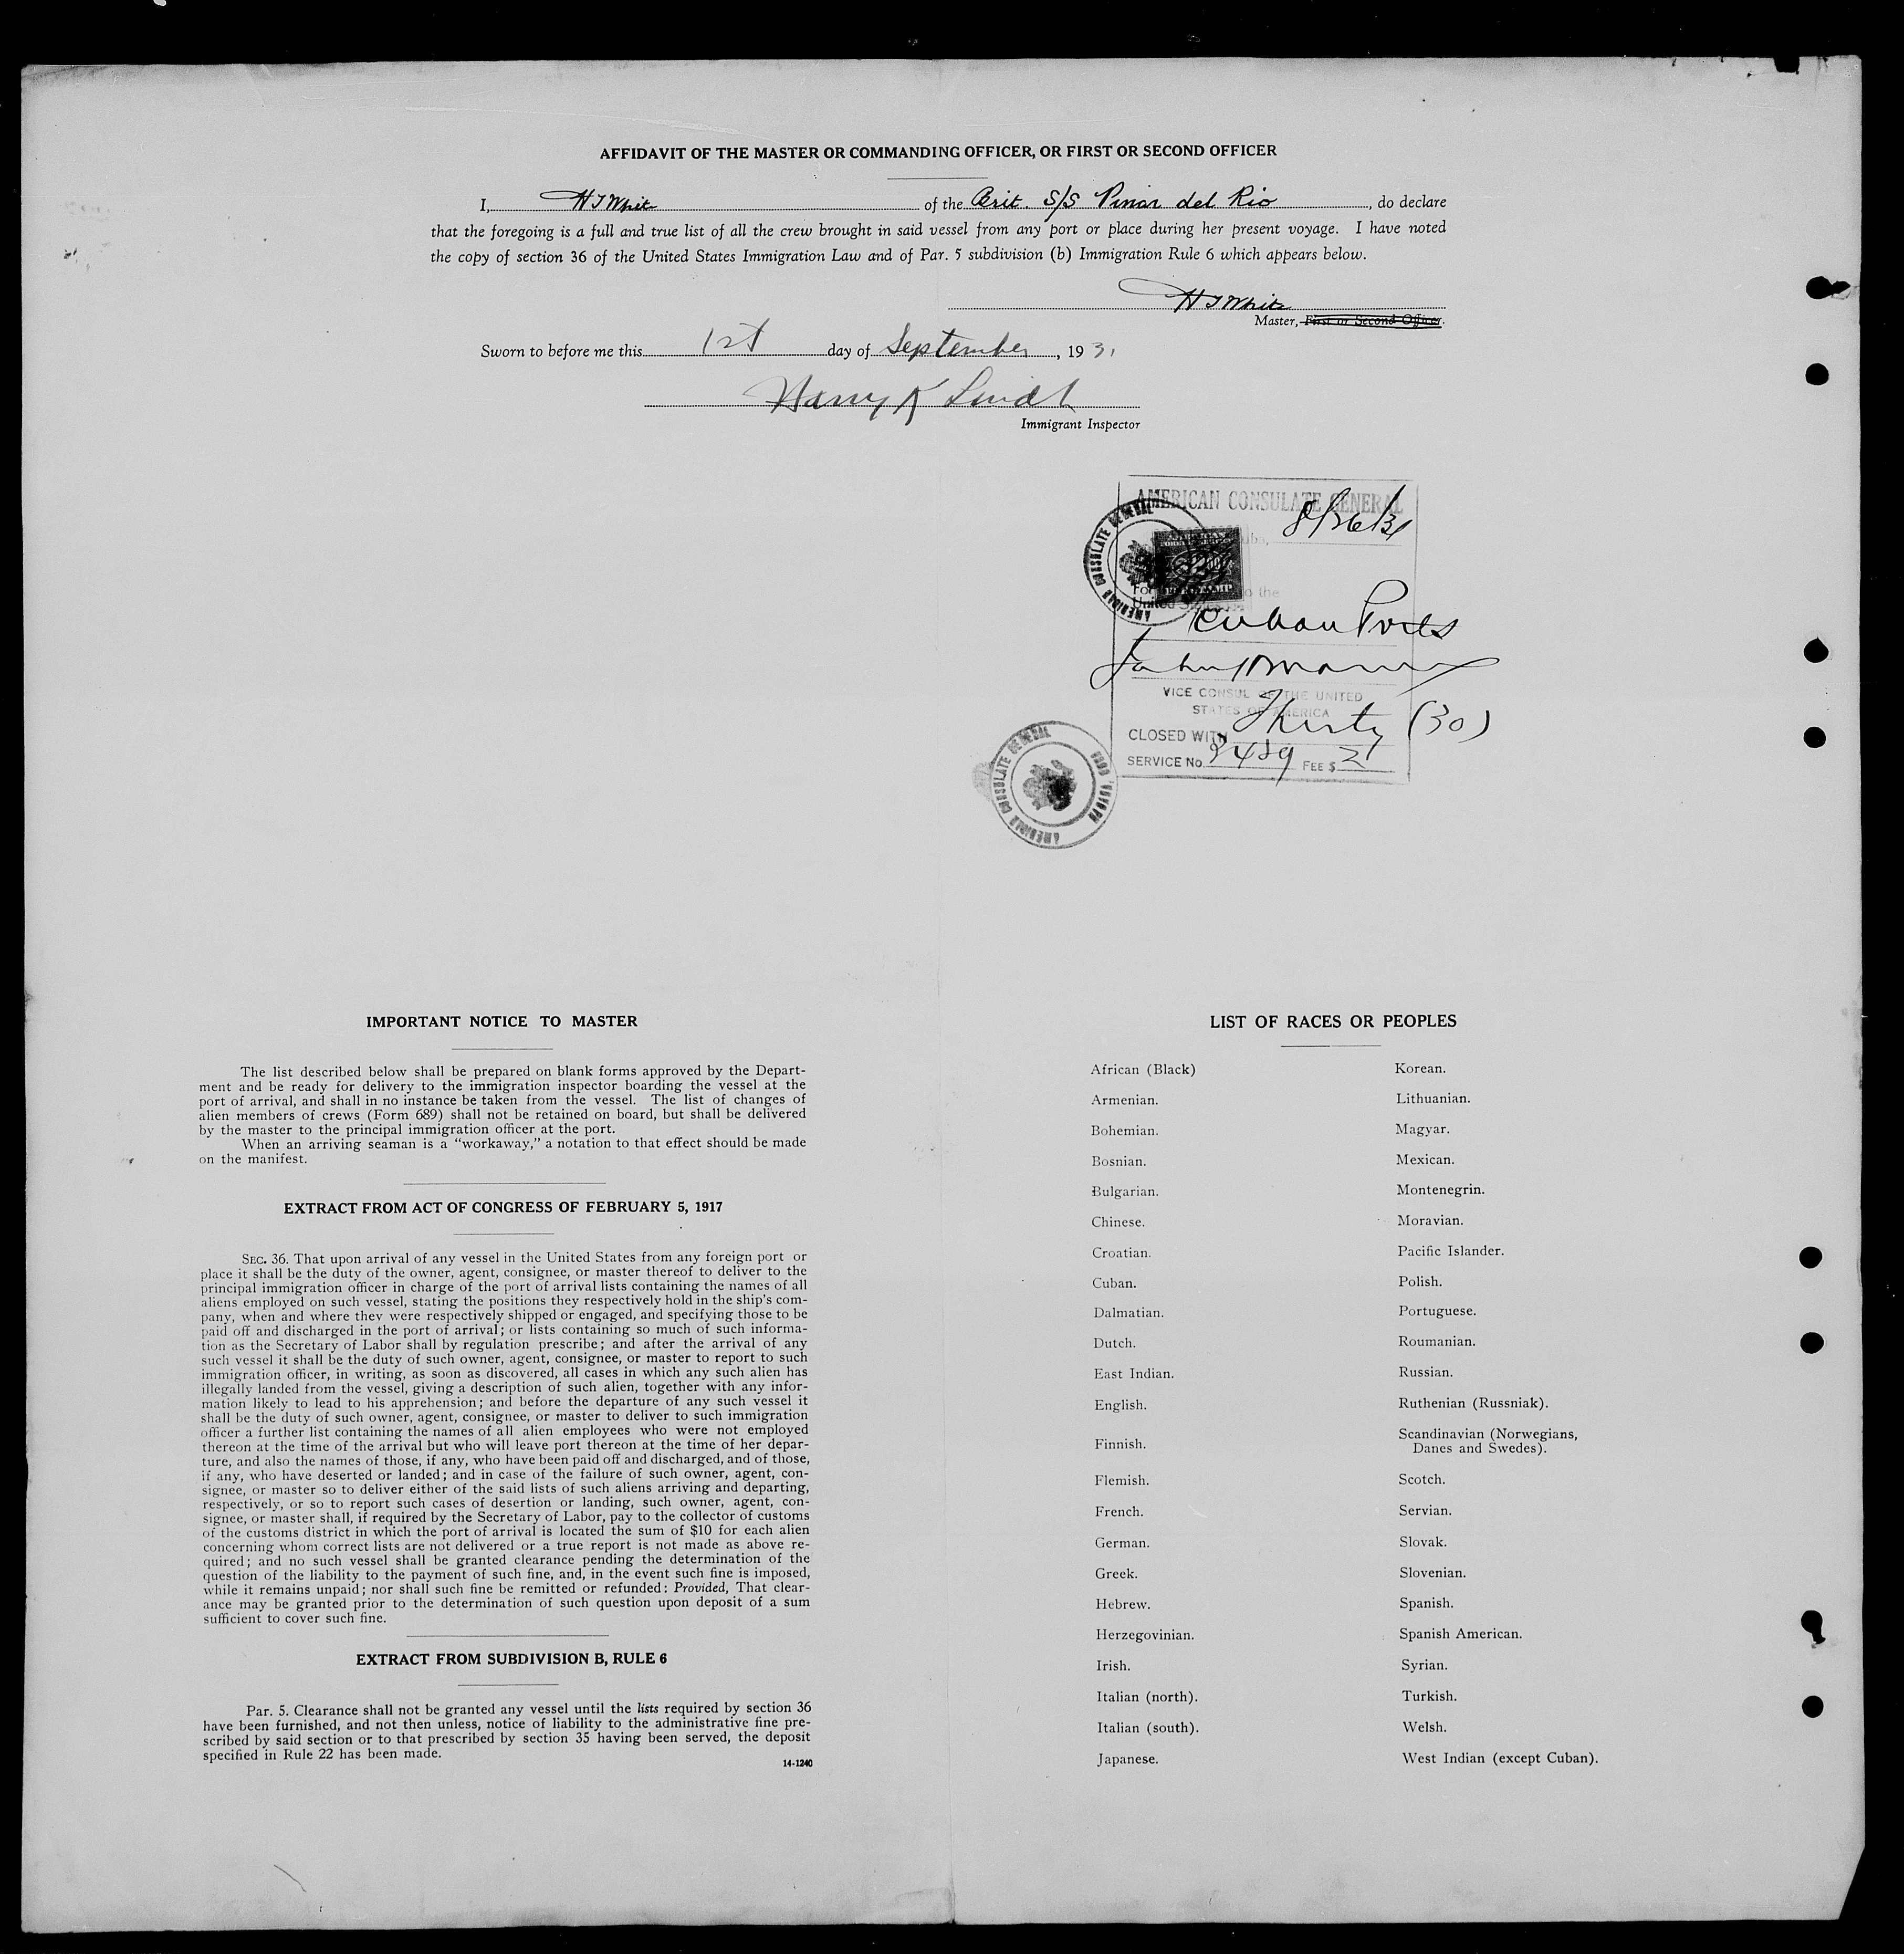 AFFIDAVIT OF THE MASTER OR COMMANDING OFFICER, OR FIRST OR SECOND OFFICER
I, H J White of the Brit. S/S Pinar del Rio, do declare
that the foregoing is a full and true list of all the crew brought in said vessel from any port or place during her present voyage. I have noted
the copy of section 36 of the United States Immigration Law and of Par. 5 subdivision (b) Immigration Rule 6 which appears below.
H J White
Master, First or Second Officer.
Sworn to before me this 1st day of September, 1931
Harry K
Immigrant Inspector
AMERICAN CONSULATE GENERAL
8/26/31
AMERICAN CONSULATE GENERAL
For to the
United States
Cuban Ports
John
VICE CONSUL OF THE UNITED
STATES OF AMERICA
CLOSED WITH Thirty (30)
SERVICE No. 3489 FEE $ 2
AMERICAN CONSULATE GENERAL HAVANA, CUBA
IMPORTANT NOTICE TO MASTER
The list described below shall be prepared on blank forms approved by the Depart-
ment and be ready for delivery to the immigration inspector boarding the vessel at the
port of arrival, and shall in no instance be taken from the vessel. The list of changes of
alien members of crews (Form 689) shall not be retained on board, but shall be delivered
by the master to the principal immigration officer at the port.
When an arriving seaman is a "workaway," a notation to that effect should be made
on the manifest.
EXTRACT FROM ACT OF CONGRESS OF FEBRUARY 5, 1917
SEC. 36. That upon arrival of any vessel in the United States from any foreign port or
place it shall be the duty of the owner, agent, consignee, or master thereof to deliver to the
principal immigration officer in charge of the port of arrival lists containing the names of all
aliens employed on such vessel, stating the positions they respectively hold in the ship's com-
pany, when and where they were respectively shipped or engaged, and specifying those to be
paid off and discharged in the port of arrival; or lists containing so much of such informa-
tion as the Secretary of Labor shall by regulation prescribe; and after the arrival of any
such vessel it shall be the duty of such owner, agent, consignee, or master to report to such
immigration officer, in writing, as soon as discovered, all cases in which any such alien has
illegally landed from the vessel, giving a description of such alien, together with any infor-
mation likely to lead to his apprehension; and before the departure of any such vessel it
shall be the duty of such owner, agent, consignee, or master to deliver to such immigration
officer a further list containing the names of all alien employees who were not employed
thereon at the time of the arrival but who will leave port thereon at the time of her depar-
ture, and also the names of those, if any, who have been paid off and discharged, and of those,
if any, who have deserted or landed; and in case of the failure of such owner, agent, con-
signee, or master so to deliver either of the said lists of such aliens arriving and departing,
respectively, or so to report such cases of desertion or landing, such owner, agent, con-
signee, or master shall, if required by the Secretary of Labor, pay to the collector of customs
of the customs district in which the port of arrival is located the sum of $10 for each alien
concerning whom correct lists are not delivered or a true report is not made as above re-
quired; and no such vessel shall be granted clearance pending the determination of the
question of the liability to the payment of such fine, and, in the event such fine is imposed,
while it remains unpaid; nor shall such fine be remitted or refunded: Provided, That clear-
ance may be granted prior to the determination of such question upon deposit of a sum
sufficient to cover such fine.
EXTRACT FROM SUBDIVISION B, RULE 6
Par. 5. Clearance shall not be granted any vessel until the lists required by section 36
have been furnished, and not then unless, notice of liability to the administrative fine pre-
scribed by said section or to that prescribed by section 35 having been served, the deposit
specified in Rule 22 has been made.
14-1240
LIST OF RACES OR PEOPLES
African (Black)
Armenian.
Bohemian.
Bosnian.
Bulgarian.
Chinese.
Croatian.
Cuban.
Dalmatian.
Dutch.
East Indian.
English.
Finnish.
Flemish.
French.
German.
Greek.
Hebrew.
Herzegovinian.
Irish.
Italian (north).
Italian (south).
Japanese.
Korean.
Lithuanian.
Magyar.
Mexican.
Montenegrin.
Moravian.
Pacific Islander.
Polish.
Portuguese.
Roumanian.
Russian.
Ruthenian (Russniak).
Scandinavian (Norwegians,
Danes and Swedes).
Scotch.
Servian.
Slovak.
Slovenian.
Spanish.
Spanish American.
Syrian.
Turkish.
Welsh.
West Indian (except Cuban).